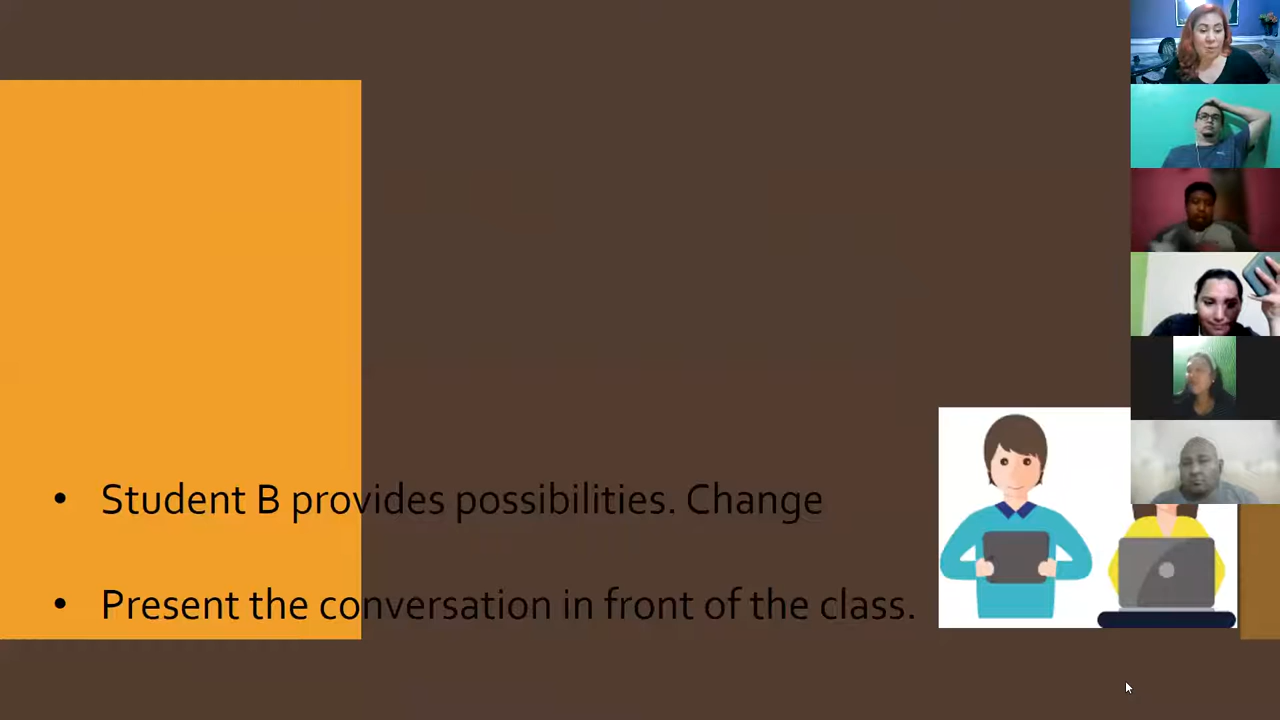 • Student B provides possibilities. Change
• Present the conversation in front of the class.